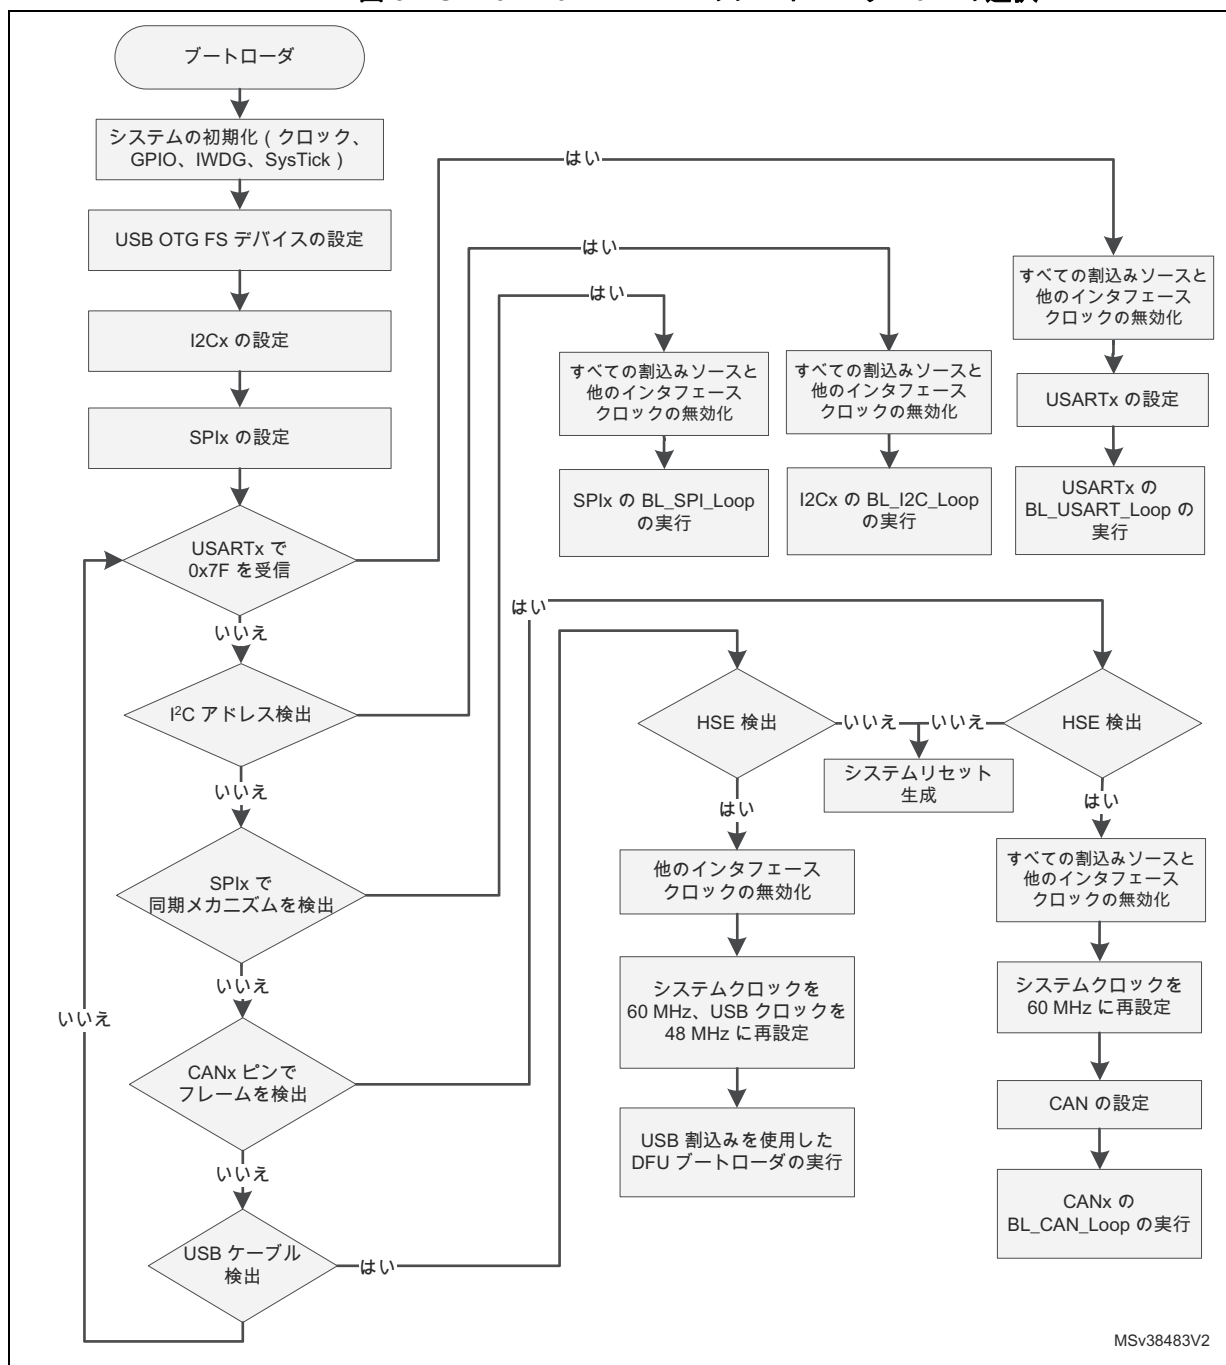 ブートローダ
システムの初期化 ( クロック、
GPIO、IWDG、SysTick )
USB OTG FS デバイスの設定
I2Cx の設定
SPIx の設定
USARTx で
0x7F を受信
いいえ
I²C アドレス検出
いいえ
SPIx で
同期メカニズムを検出
いいえ
CANx ピンで
フレームを検出
いいえ
USB ケーブル
検出
いいえ
はい
はい
はい
はい
はい
すべての割込みソースと
他のインタフェース
クロックの無効化
SPIx の BL_SPI_Loop
の実行
すべての割込みソースと
他のインタフェース
クロックの無効化
I2Cx の BL_I2C_Loop
の実行
すべての割込みソースと
他のインタフェース
クロックの無効化
USARTx の設定
USARTx の
BL_USART_Loop の
実行
HSE 検出
いいえ
いいえ
HSE 検出
システムリセット
生成
はい
他のインタフェース
クロックの無効化
システムクロックを
60 MHz、USB クロックを
48 MHz に再設定
USB 割込みを使用した
DFU ブートローダの実行
はい
すべての割込みソースと
他のインタフェース
クロックの無効化
システムクロックを
60 MHz に再設定
CAN の設定
CANx の
BL_CAN_Loop の実行
MSv38483V2